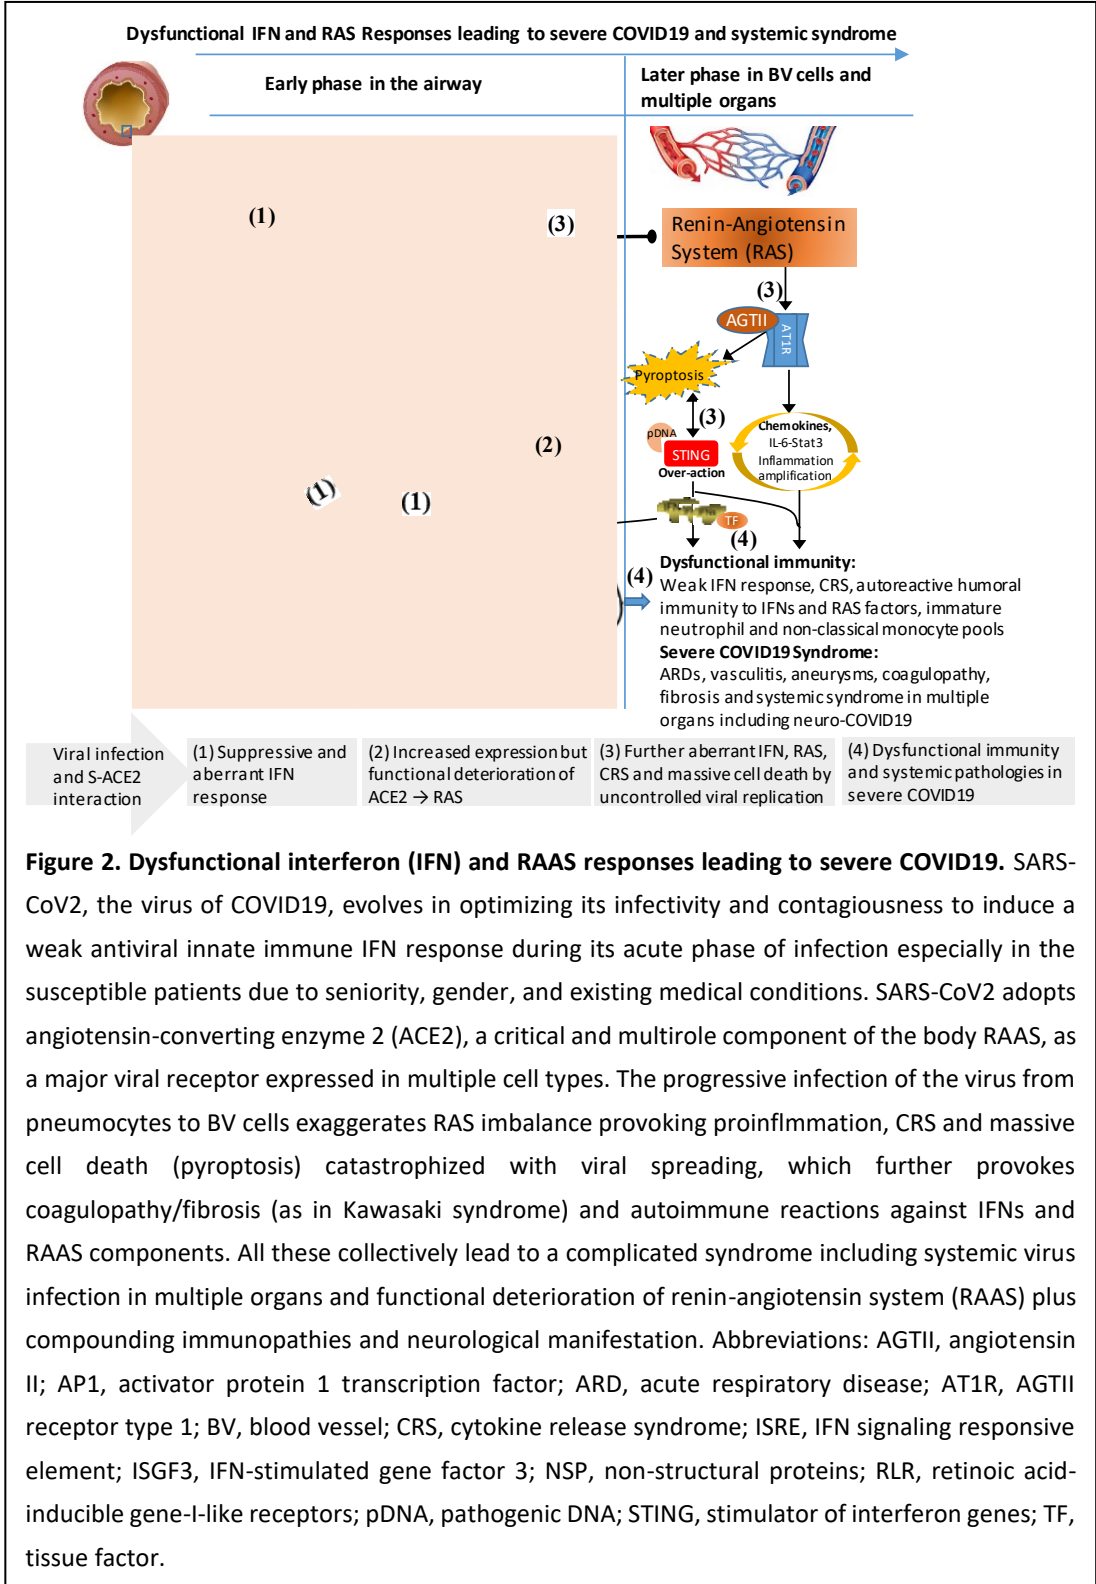 Dysfunctional IFN and RAS Responses leading to severe COVID19 and systemic syndrome
Early phase in the airway
Later phase in BV cells and
multiple organs
(1)
(3)
Renin-Angiotensin
System (RAS)
(3)
AGTII
AT1R
Pyroptosis
(3)
pDNA
STING
Over-action
Chemokines,
IL-6-Stat3
Inflammation
amplification
(2)
(1)
(1)
TF
(4)
(4)
Dysfunctional immunity:
Weak IFN response, CRS, autoreactive humoral
immunity to IFNs and RAS factors, immature
neutrophil and non-classical monocyte pools
Severe COVID19 Syndrome:
ARDs, vasculitis, aneurysms, coagulopathy,
fibrosis and systemic syndrome in multiple
organs including neuro-COVID19
Viral infection
and S-ACE2
interaction
(1) Suppressive and
aberrant IFN
response
(2) Increased expression but
functional deterioration of
ACE2 → RAS
(3) Further aberrant IFN, RAS,
CRS and massive cell death by
uncontrolled viral replication
(4) Dysfunctional immunity
and systemic pathologies in
severe COVID19
Figure 2. Dysfunctional interferon (IFN) and RAAS responses leading to severe COVID19. SARS-
CoV2, the virus of COVID19, evolves in optimizing its infectivity and contagiousness to induce a
weak antiviral innate immune IFN response during its acute phase of infection especially in the
susceptible patients due to seniority, gender, and existing medical conditions. SARS-CoV2 adopts
angiotensin-converting enzyme 2 (ACE2), a critical and multirole component of the body RAAS, as
a major viral receptor expressed in multiple cell types. The progressive infection of the virus from
pneumocytes to BV cells exaggerates RAS imbalance provoking proinflmmation, CRS and massive
cell death (pyroptosis) catastrophized with viral spreading, which further provokes
coagulopathy/fibrosis (as in Kawasaki syndrome) and autoimmune reactions against IFNs and
RAAS components. All these collectively lead to a complicated syndrome including systemic virus
infection in multiple organs and functional deterioration of renin-angiotensin system (RAAS) plus
compounding immunopathies and neurological manifestation. Abbreviations: AGTII, angiotensin
II; AP1, activator protein 1 transcription factor; ARD, acute respiratory disease; AT1R, AGTII
receptor type 1; BV, blood vessel; CRS, cytokine release syndrome; ISRE, IFN signaling responsive
element; ISGF3, IFN-stimulated gene factor 3; NSP, non-structural proteins; RLR, retinoic acid-
inducible gene-I-like receptors; pDNA, pathogenic DNA; STING, stimulator of interferon genes; TF,
tissue factor.